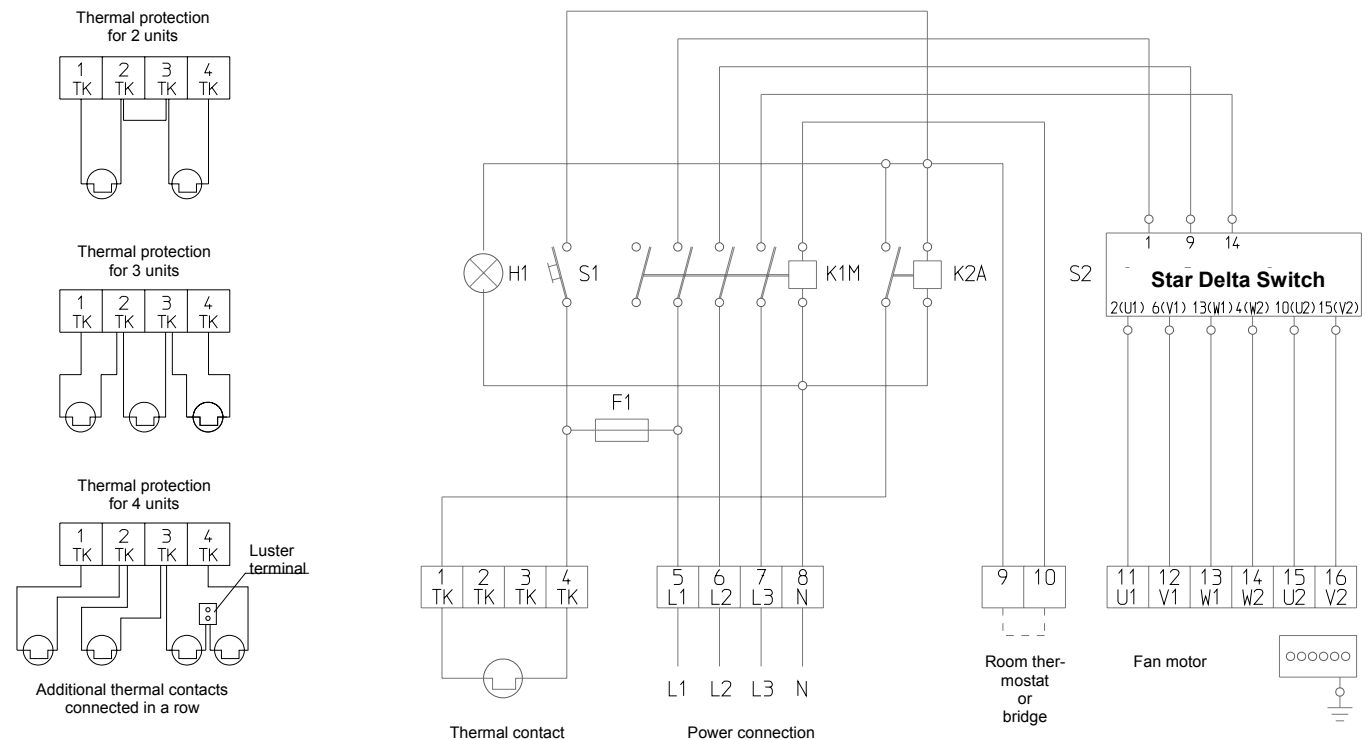 Thermal protection
for 2 units
1 2 3 4
TK TK TK TK
Thermal protection
for 3 units
1 2 3 4
TK TK TK TK
Thermal protection
for 4 units
1 2 3 4
TK TK TK TK
Luster
terminal
Additional thermal contacts
connected in a row
H1 S1 K1M K2A S2
1 9 14
Star Delta Switch
2(U1) 6(V1) 13(W1) 4(W2) 10(U2) 15(V2)
F1
1 2 3 4
TK TK TK TK
Thermal contact
5 6 7 8
L1 L2 L3 N
L1 L2 L3 N
Power connection
9 10
Room ther-
mostat
or
bridge
11 12 13 14 15 16
U1 V1 W1 W2 U2 V2
Fan motor